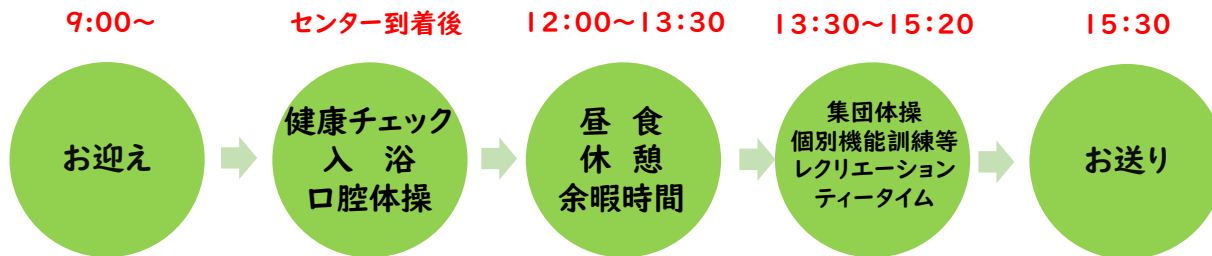 9:00～
センター到着後
12:00～13:30
13:30～15:20
15:30
お迎え
健康チェック
入　浴
口腔体操
昼　食
休　憩
余暇時間
集団体操
個別機能訓練等
レクリエーション
ティータイム
お送り